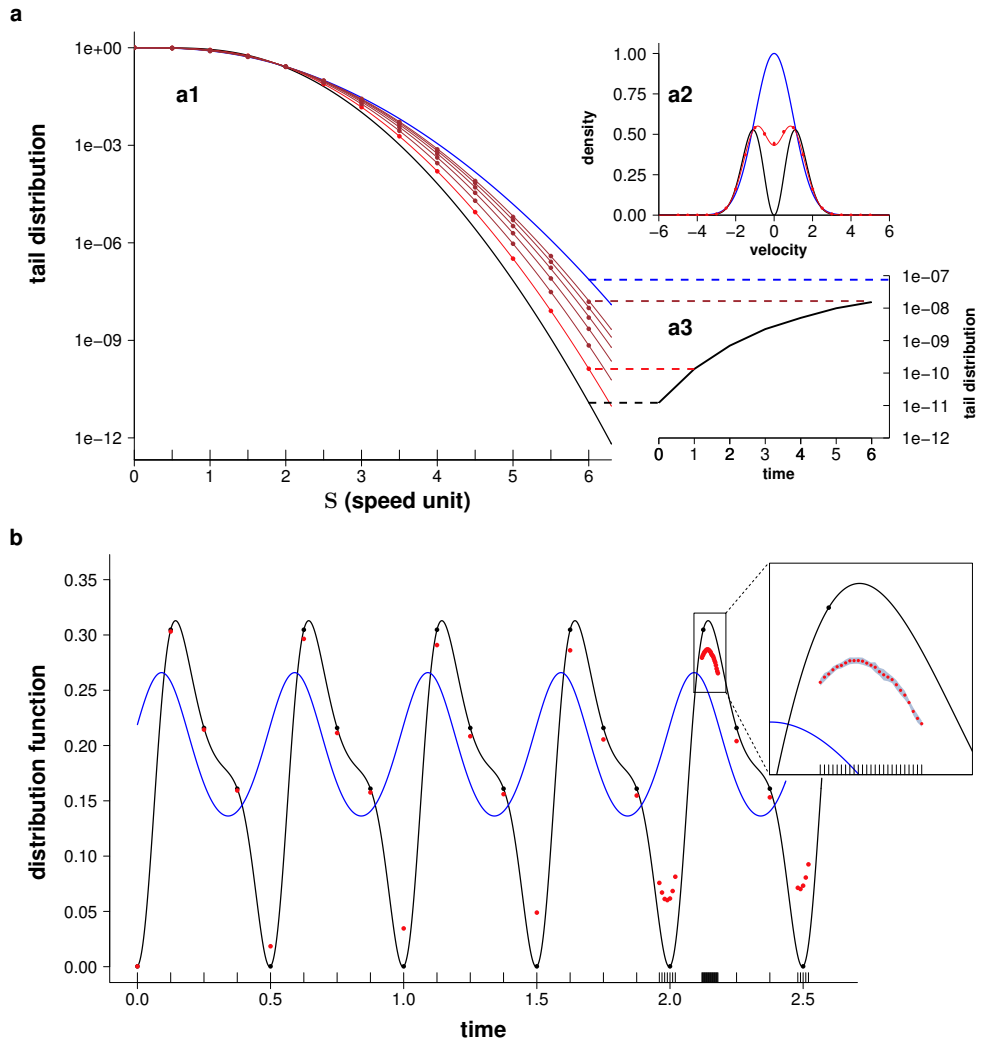 a
1e+00
1e−03
1e−06
1e−09
1e−12
tail distribution
a1
0 1 2 3 4 5 6
S (speed unit)
a2
1.00
0.75
0.50
0.25
0.00
density
−6 −4 −2 0 2 4 6
velocity
a3
1e−07
1e−08
1e−09
1e−10
1e−11
1e−12
tail distribution
0 1 2 3 4 5 6
time
b
0.35
0.30
0.25
0.20
0.15
0.10
0.05
0.00
distribution function
0.0 0.5 1.0 1.5 2.0 2.5
time